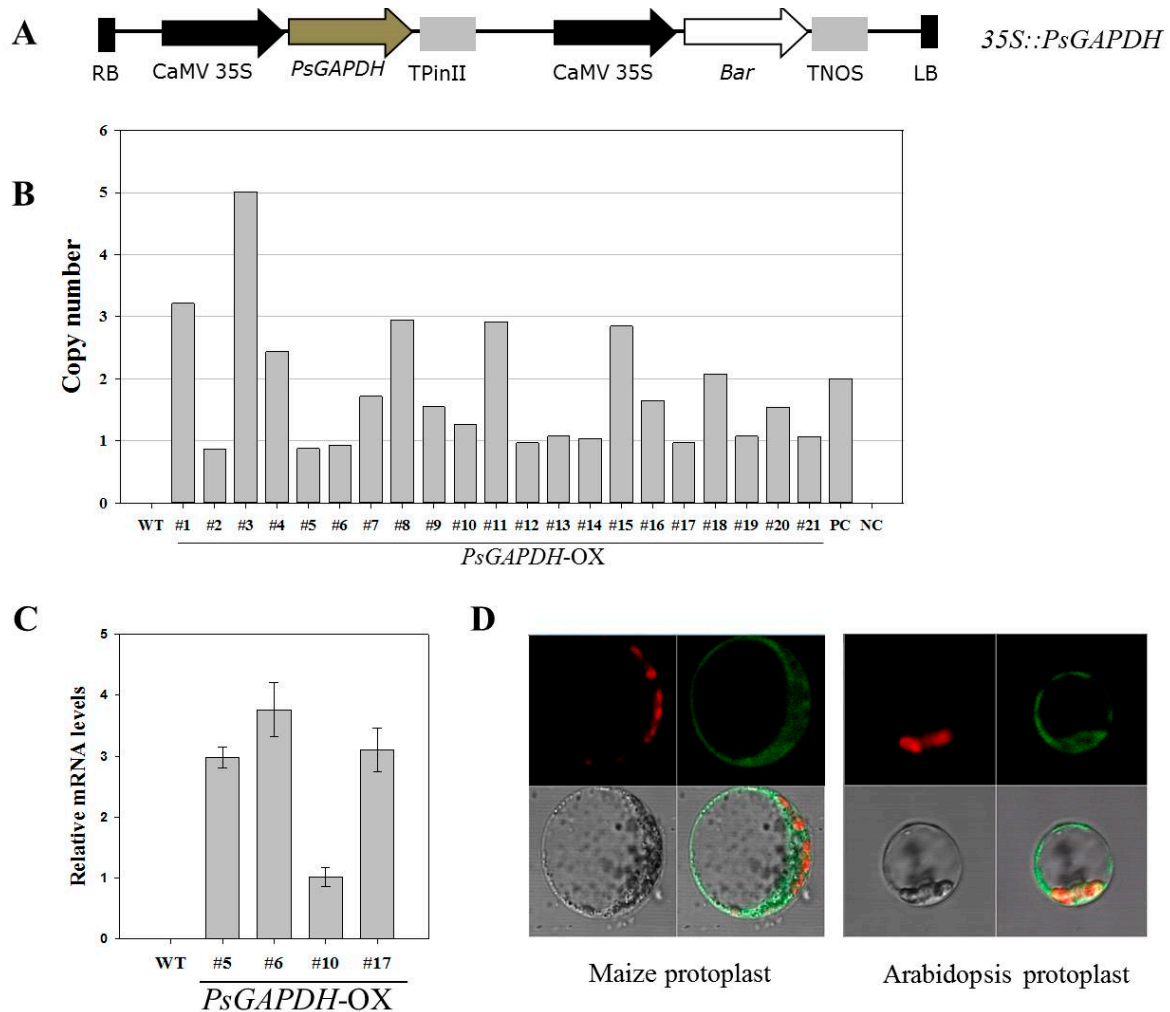 A
35S::PsGAPDH
RB CaMV 35S PsGAPDH TPinII CaMV 35S Bar TNOS LB
B
Copy number
6
5
4
3
2
1
0
WT #1 #2 #3 #4 #5 #6 #7 #8 #9 #10 #11 #12 #13 #14 #15 #16 #17 #18 #19 #20 #21 PC NC
PsGAPDH-OX
C
Relative mRNA levels
5
4
3
2
1
0
WT #5 #6 #10 #17
PsGAPDH-OX
D
Maize protoplast
Arabidopsis protoplast